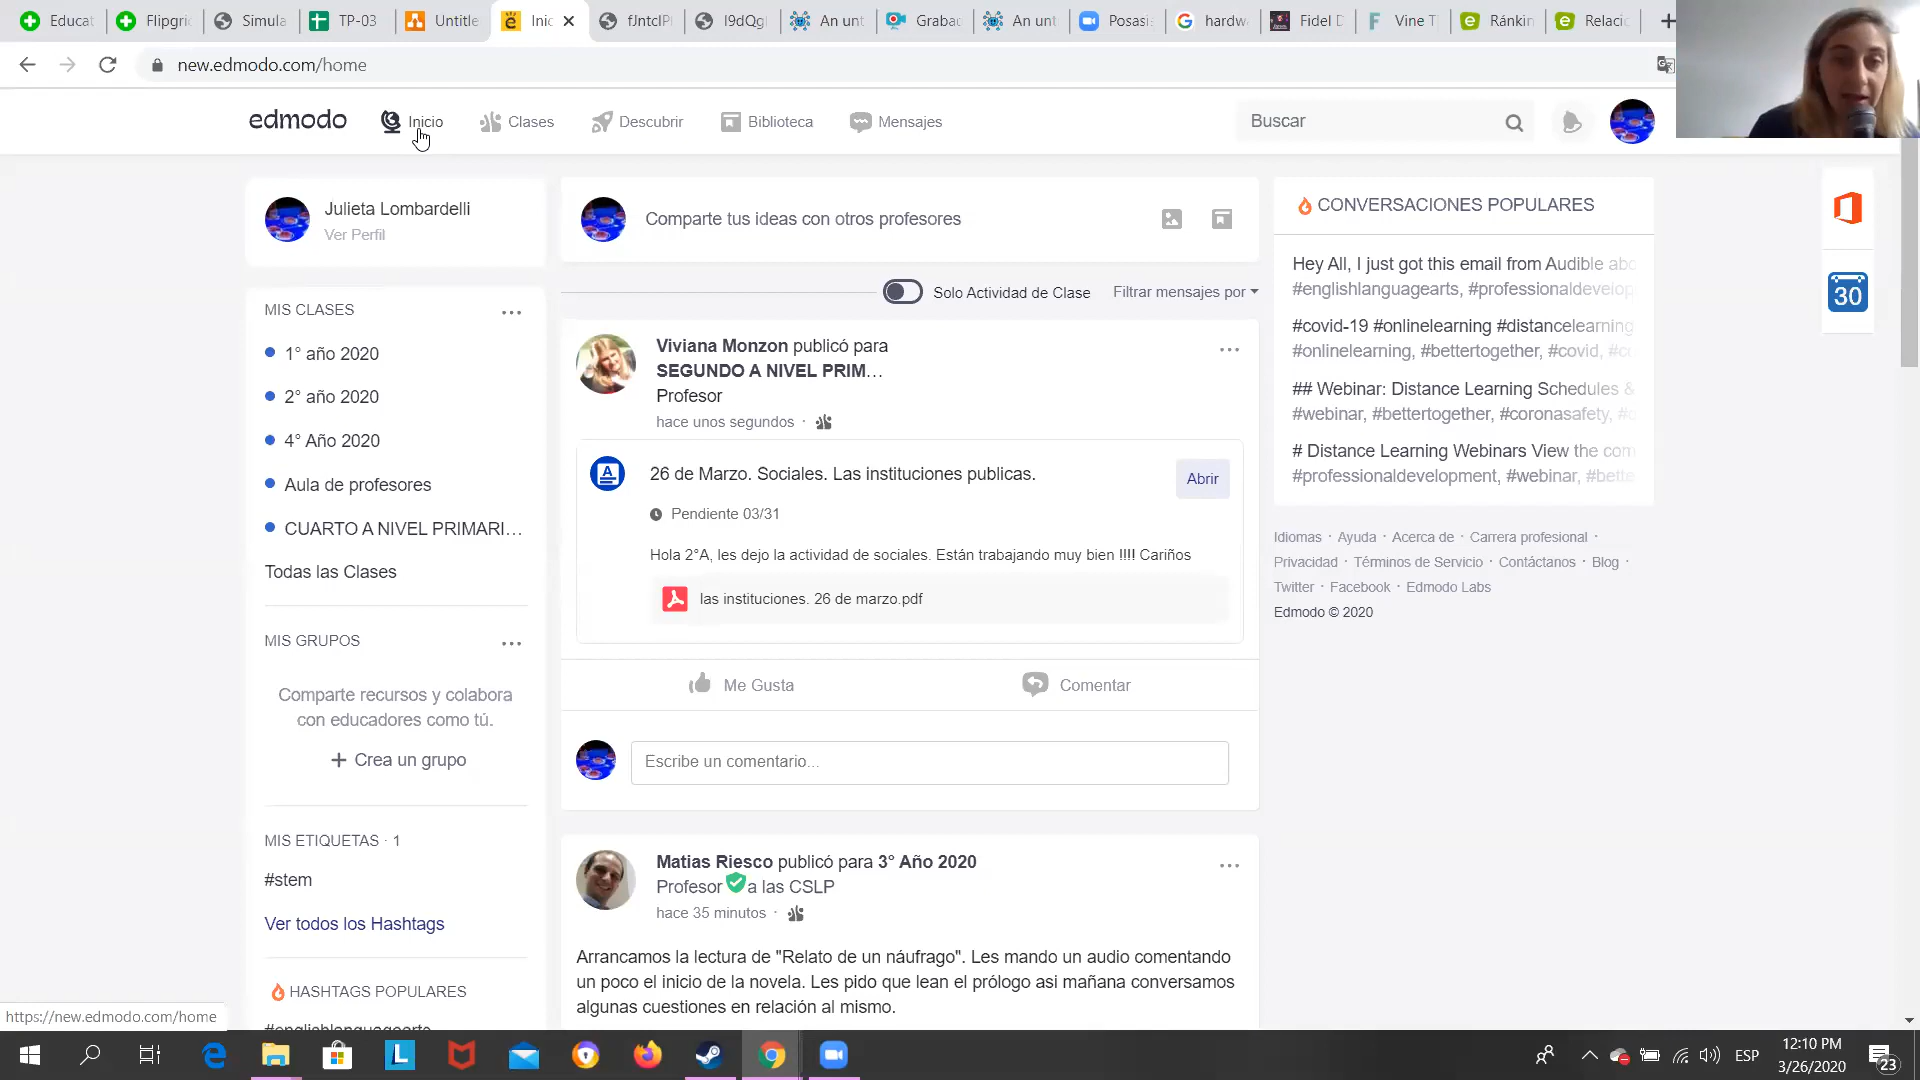 Educat
Flipgri
Simula
TP-03
Untitle
Inic
fJntclP
l9dQgl
An unt
Grabac
An unt
Posasi
hardw
Fidel D
Vine T
Ránkin
Relaci
new.edmodo.com/home
edmodo
Inicio
Clases
Descubrir
Biblioteca
Mensajes
Buscar
Julieta Lombardelli
Ver Perfil
MIS CLASES
1° año 2020
2° año 2020
4° Año 2020
Aula de profesores
CUARTO A NIVEL PRIMARI...
Todas las Clases
MIS GRUPOS
Comparte recursos y colabora
con educadores como tú.
+ Crea un grupo
MIS ETIQUETAS · 1
#stem
Ver todos los Hashtags
HASHTAGS POPULARES
#englishlanguagearts
Comparte tus ideas con otros profesores
Solo Actividad de Clase
Filtrar mensajes por
Viviana Monzon publicó para
SEGUNDO A NIVEL PRIM...
Profesor
hace unos segundos ·
26 de Marzo. Sociales. Las instituciones publicas.
Abrir
Pendiente 03/31
Hola 2°A, les dejo la actividad de sociales. Están trabajando muy bien !!!! Cariños
las instituciones. 26 de marzo.pdf
Me Gusta
Comentar
Escribe un comentario...
Matias Riesco publicó para 3° Año 2020
Profesor a las CSLP
hace 35 minutos ·
Arrancamos la lectura de "Relato de un náufrago". Les mando un audio comentando
un poco el inicio de la novela. Les pido que lean el prólogo asi mañana conversamos
algunas cuestiones en relación al mismo.
CONVERSACIONES POPULARES
Hey All, I just got this email from Audible abo
#englishlanguagearts, #professionaldevelop
#covid-19 #onlinelearning #distancelearning
#onlinelearning, #bettertogether, #covid, #co
## Webinar: Distance Learning Schedules &
#webinar, #bettertogether, #coronasafety, #c
# Distance Learning Webinars View the com
#professionaldevelopment, #webinar, #bette
Idiomas · Ayuda · Acerca de · Carrera profesional ·
Privacidad · Términos de Servicio · Contáctanos · Blog ·
Twitter · Facebook · Edmodo Labs
Edmodo © 2020
30
https://new.edmodo.com/home
ESP
12:10 PM
3/26/2020
23